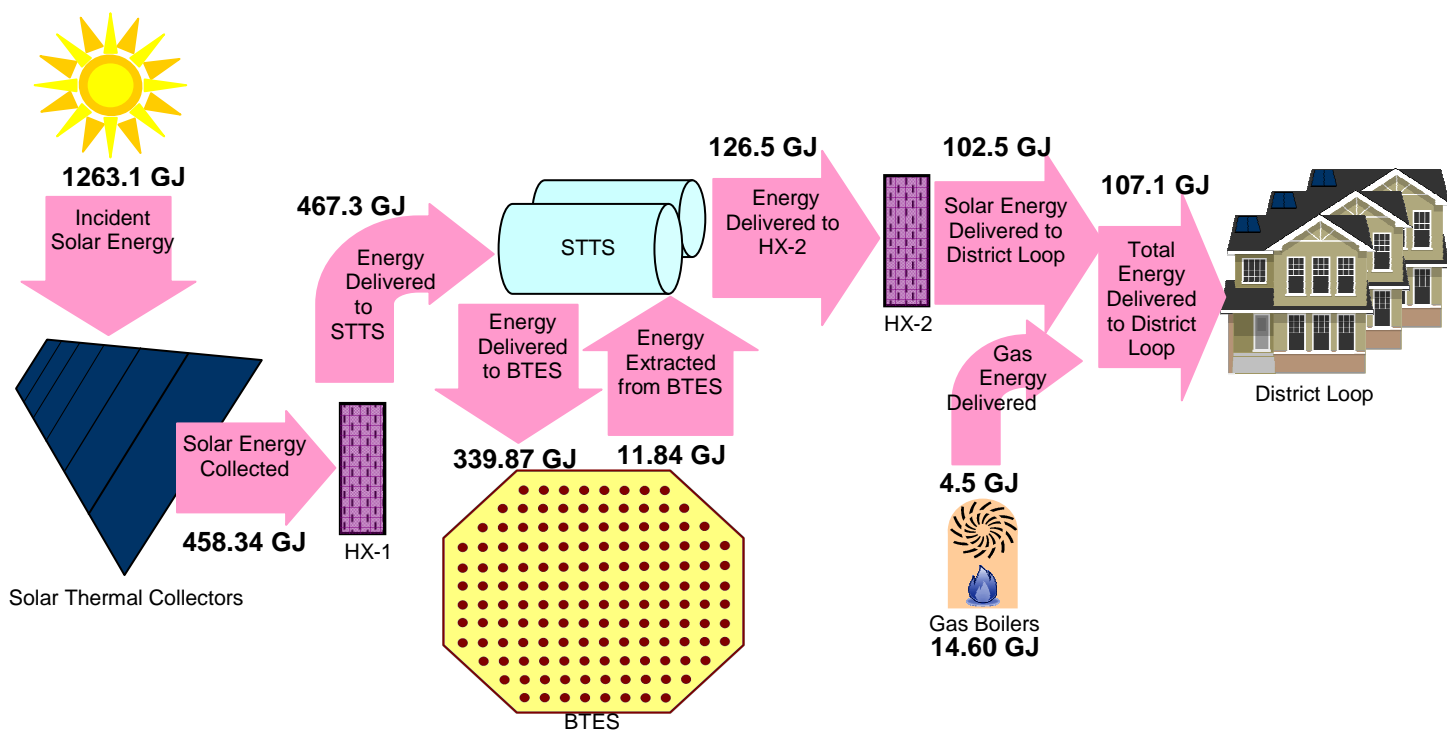 1263.1 GJ
Incident
Solar Energy
Solar Thermal Collectors
Solar Energy
Collected
458.34 GJ
HX-1
467.3 GJ
Energy
Delivered
to
STTS
STTS
Energy
Delivered
to BTES
339.87 GJ
Energy
Extracted
from BTES
11.84 GJ
BTES
126.5 GJ
Energy
Delivered to
HX-2
HX-2
102.5 GJ
Solar Energy
Delivered to
District Loop
Gas
Energy
Delivered
4.5 GJ
Gas Boilers
14.60 GJ
107.1 GJ
Total
Energy
Delivered
to District
Loop
District Loop